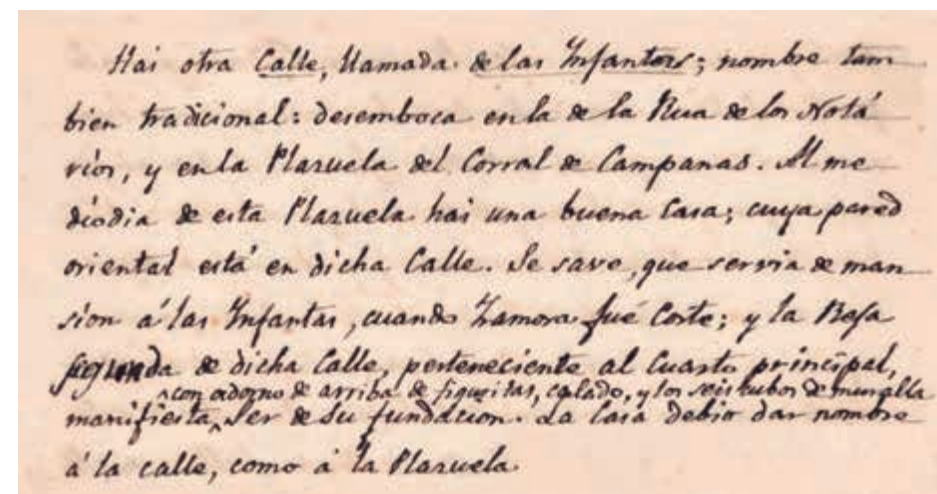 Hai otra Calle, llamada de las Infantas; nombre tam
bien tradicional: desemboca en la de la Rua de los Notá
rios, y en la Plazuela del Corral de Campanas. Al me
diodia de esta Plazuela hai una buena Casa; cuya pared
oriental está en dicha Calle. Se save, que servia de man
sion á las Infantas, cuando Zamora fué Corte; y la Reja
segunda de dicha Calle, perteneciente al Cuarto principal,
con adorno de arriba de figuritas, calado, y los seis cubos de muralla
manifiesta ser de su fundacion. La Casa debio dar nombre
á la calle, como á la Plazuela.